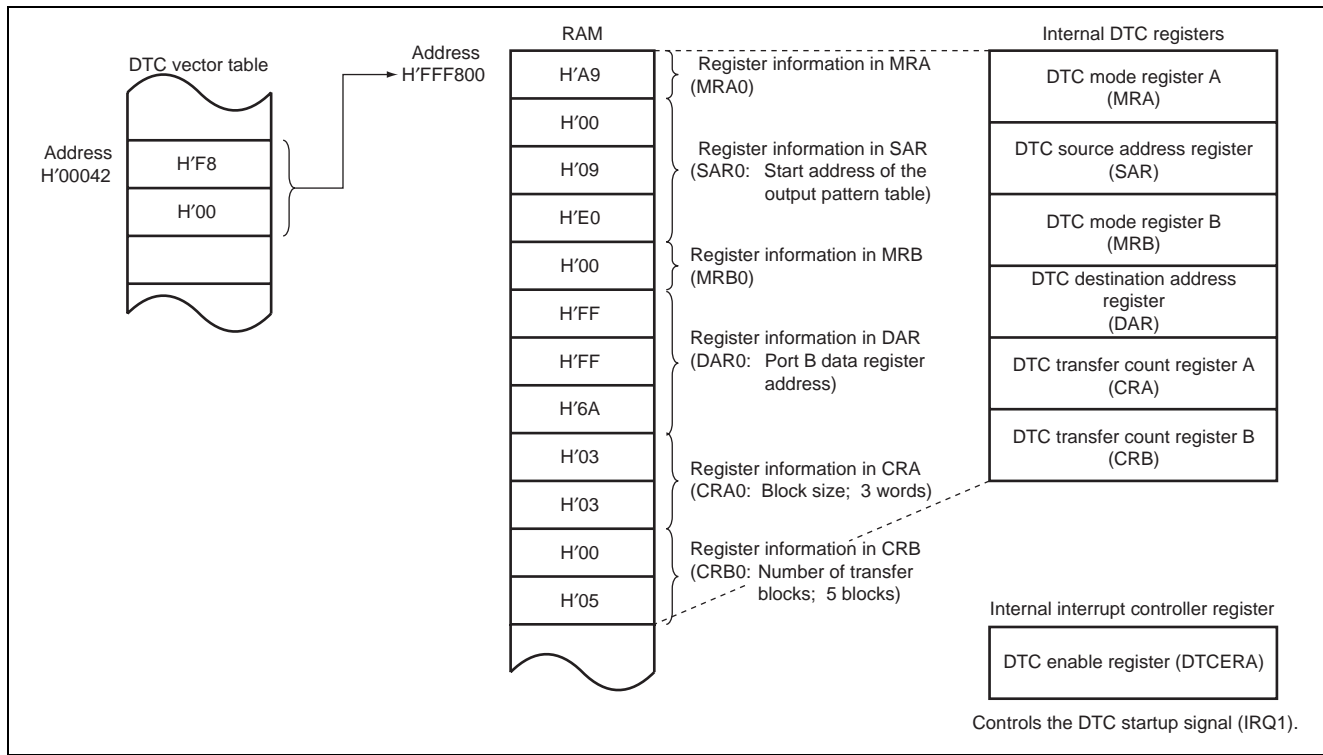 DTC vector table
Address
H'00042
H'F8
H'00
Address
H'FFF800
RAM
H'A9
H'00
H'09
H'E0
H'00
H'FF
H'FF
H'6A
H'03
H'03
H'00
H'05
Register information in MRA
(MRA0)
Register information in SAR
(SAR0: Start address of the
output pattern table)
Register information in MRB
(MRB0)
Register information in DAR
(DAR0: Port B data register
address)
Register information in CRA
(CRA0: Block size; 3 words)
Register information in CRB
(CRB0: Number of transfer
blocks; 5 blocks)
Internal DTC registers
DTC mode register A
(MRA)
DTC source address register
(SAR)
DTC mode register B
(MRB)
DTC destination address
register
(DAR)
DTC transfer count register A
(CRA)
DTC transfer count register B
(CRB)
Internal interrupt controller register
DTC enable register (DTCERA)
Controls the DTC startup signal (IRQ1).